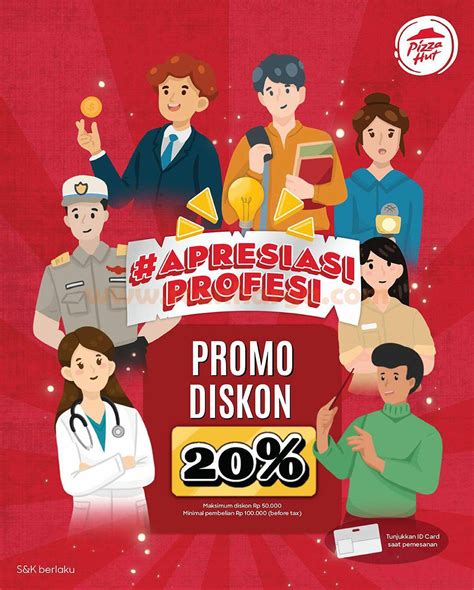 Pizza
Hut
#APRESIASI
PROFESI
PROMO
DISKON
20%
Maksimum diskon Rp 50.000
Minimal pembelian Rp 100.000 (before tax)
Tunjukkan ID Card
saat pemesanan
S&K berlaku